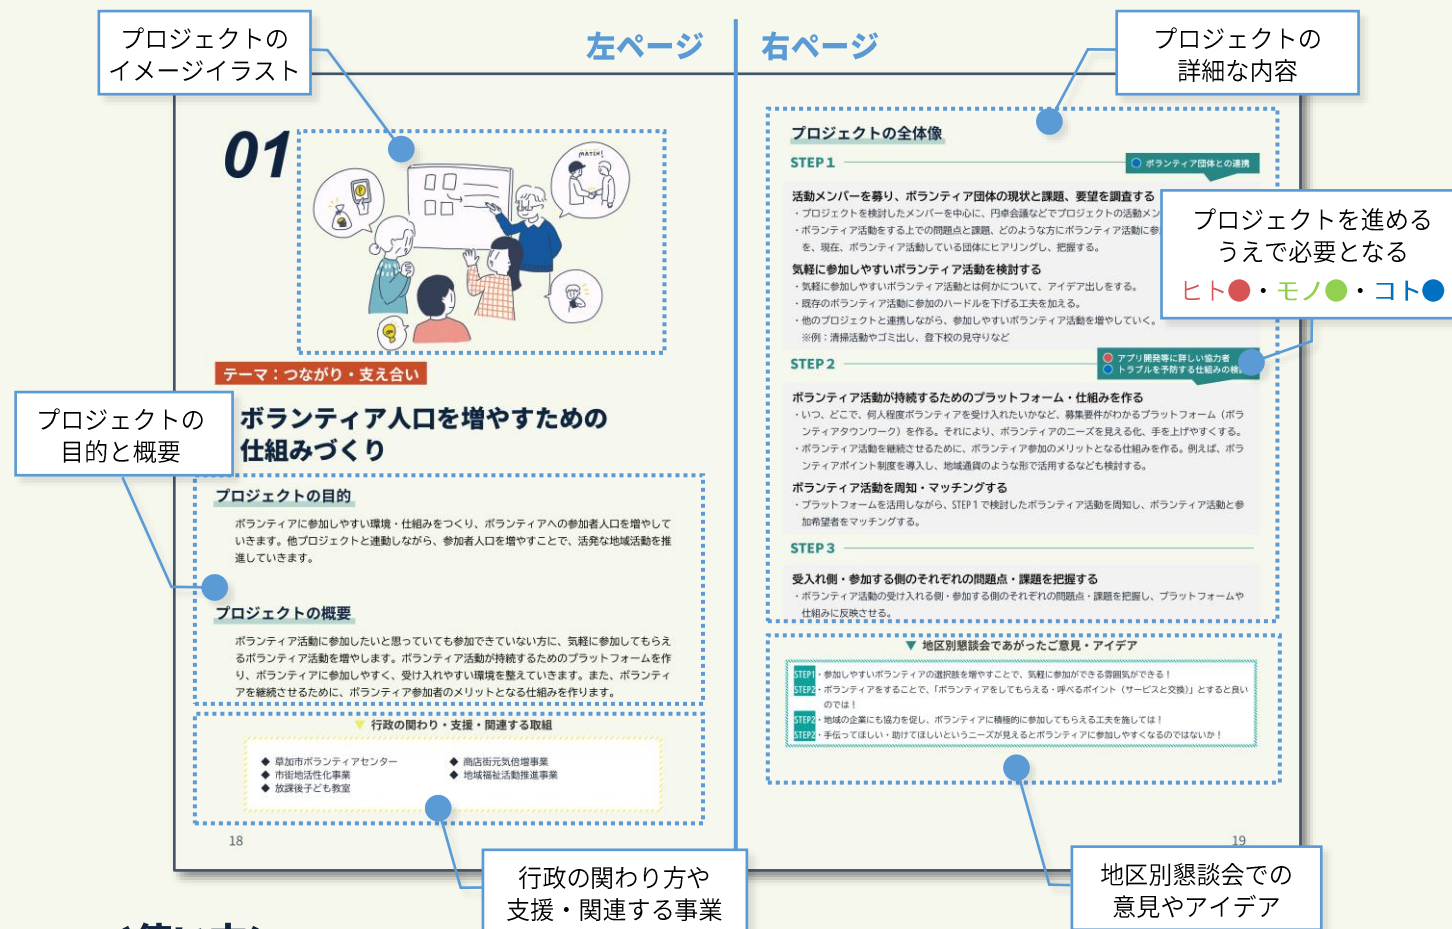 プロジェクトの
イメージイラスト
左ページ
右ページ
プロジェクトの
詳細な内容
01
MATCH!
テーマ：つながり・支え合い
プロジェクトの
目的と概要
ボランティア人口を増やすための
仕組みづくり
プロジェクトの目的
ボランティアに参加しやすい環境・仕組みをつくり、ボランティアへの参加者人口を増やして
いきます。他プロジェクトと連動しながら、参加者人口を増やすことで、活発な地域活動を推
進していきます。
プロジェクトの概要
ボランティア活動に参加したいと思っていても参加できていない方に、気軽に参加してもらえ
るボランティア活動を増やします。ボランティア活動が持続するためのプラットフォームを作
り、ボランティアに参加しやすく、受け入れやすい環境を整えていきます。また、ボランティ
アを継続させるために、ボランティア参加者のメリットとなる仕組みを作ります。
▼ 行政の関わり・支援・関連する取組
◆ 草加市ボランティアセンター
◆ 市街地活性化事業
◆ 放課後子ども教室
◆ 商店街元気倍増事業
◆ 地域福祉活動推進事業
18
行政の関わり方や
支援・関連する事業
プロジェクトの全体像
STEP 1
ボランティア団体との連携
活動メンバーを募り、ボランティア団体の現状と課題、要望を調査する
・プロジェクトを検討したメンバーを中心に、円卓会議などでプロジェクトの活動メン
・ボランティア活動をする上での問題点と課題、どのような方にボランティア活動に参
を、現在、ボランティア活動している団体にヒアリングし、把握する。
プロジェクトを進める
うえで必要となる
ヒト●・モノ●・コト●
気軽に参加しやすいボランティア活動を検討する
・気軽に参加しやすいボランティア活動とは何かについて、アイデア出しをする。
・既存のボランティア活動に参加のハードルを下げる工夫を加える。
・他のプロジェクトと連携しながら、参加しやすいボランティア活動を増やしていく。
※例：清掃活動やゴミ出し、登下校の見守りなど
STEP 2
アプリ開発等に詳しい協力者
トラブルを予防する仕組みの検
ボランティア活動が持続するためのプラットフォーム・仕組みを作る
・いつ、どこで、何人程度ボランティアを受け入れたいかなど、募集要件がわかるプラットフォーム（ボラ
ンティアタウンワーク）を作る。それにより、ボランティアのニーズを見える化、手を上げやすくする。
・ボランティア活動を継続させるために、ボランティア参加のメリットとなる仕組みを作る。例えば、ボラ
ンティアポイント制度を導入し、地域通貨のような形で活用するなども検討する。
ボランティア活動を周知・マッチングする
・プラットフォームを活用しながら、STEP 1 で検討したボランティア活動を周知し、ボランティア活動と参
加希望者をマッチングする。
STEP 3
受入れ側・参加する側のそれぞれの問題点・課題を把握する
・ボランティア活動の受け入れる側・参加する側のそれぞれの問題点・課題を把握し、プラットフォームや
仕組みに反映させる。
▼ 地区別懇談会であがったご意見・アイデア
STEP1・参加しやすいボランティアの選択肢を増やすことで、気軽に参加ができる雰囲気ができる！
STEP2・ボランティアをすることで、「ボランティアをしてもらえる・呼べるポイント（サービスと交換）」とすると良い
のでは！
STEP2・地域の企業にも協力を促し、ボランティアに積極的に参加してもらえる工夫を施しては！
STEP2・手伝ってほしい・助けてほしいというニーズが見えるとボランティアに参加しやすくなるのではないか！
19
地区別懇談会での
意見やアイデア